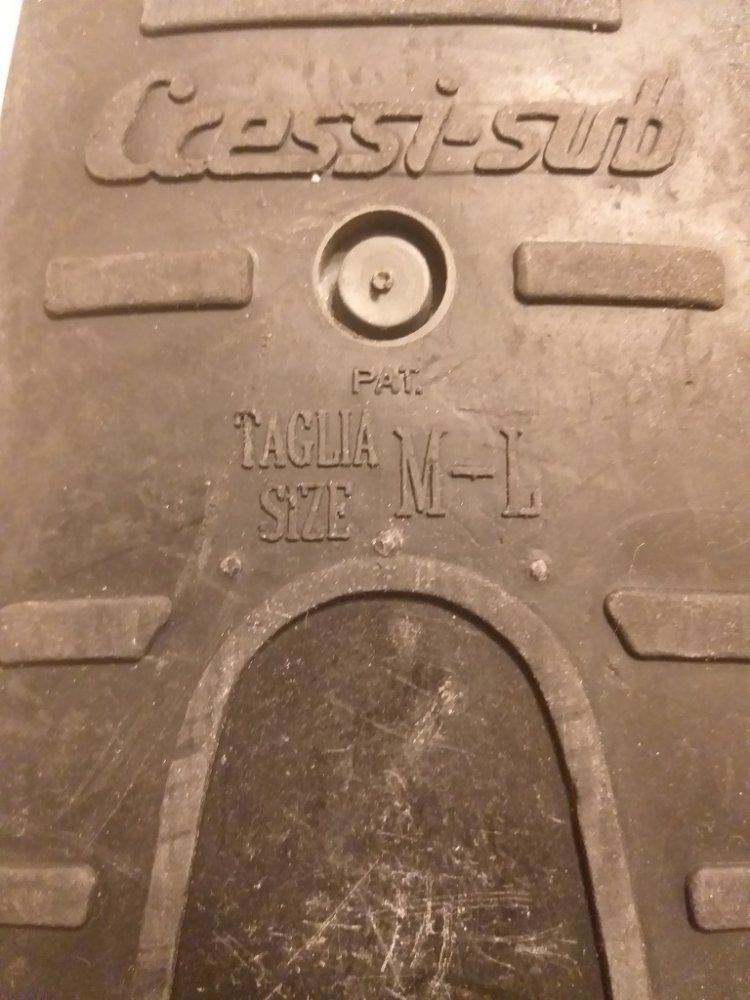 Cressi-sub
PAT.
TAGLIA
SiZE
M-L